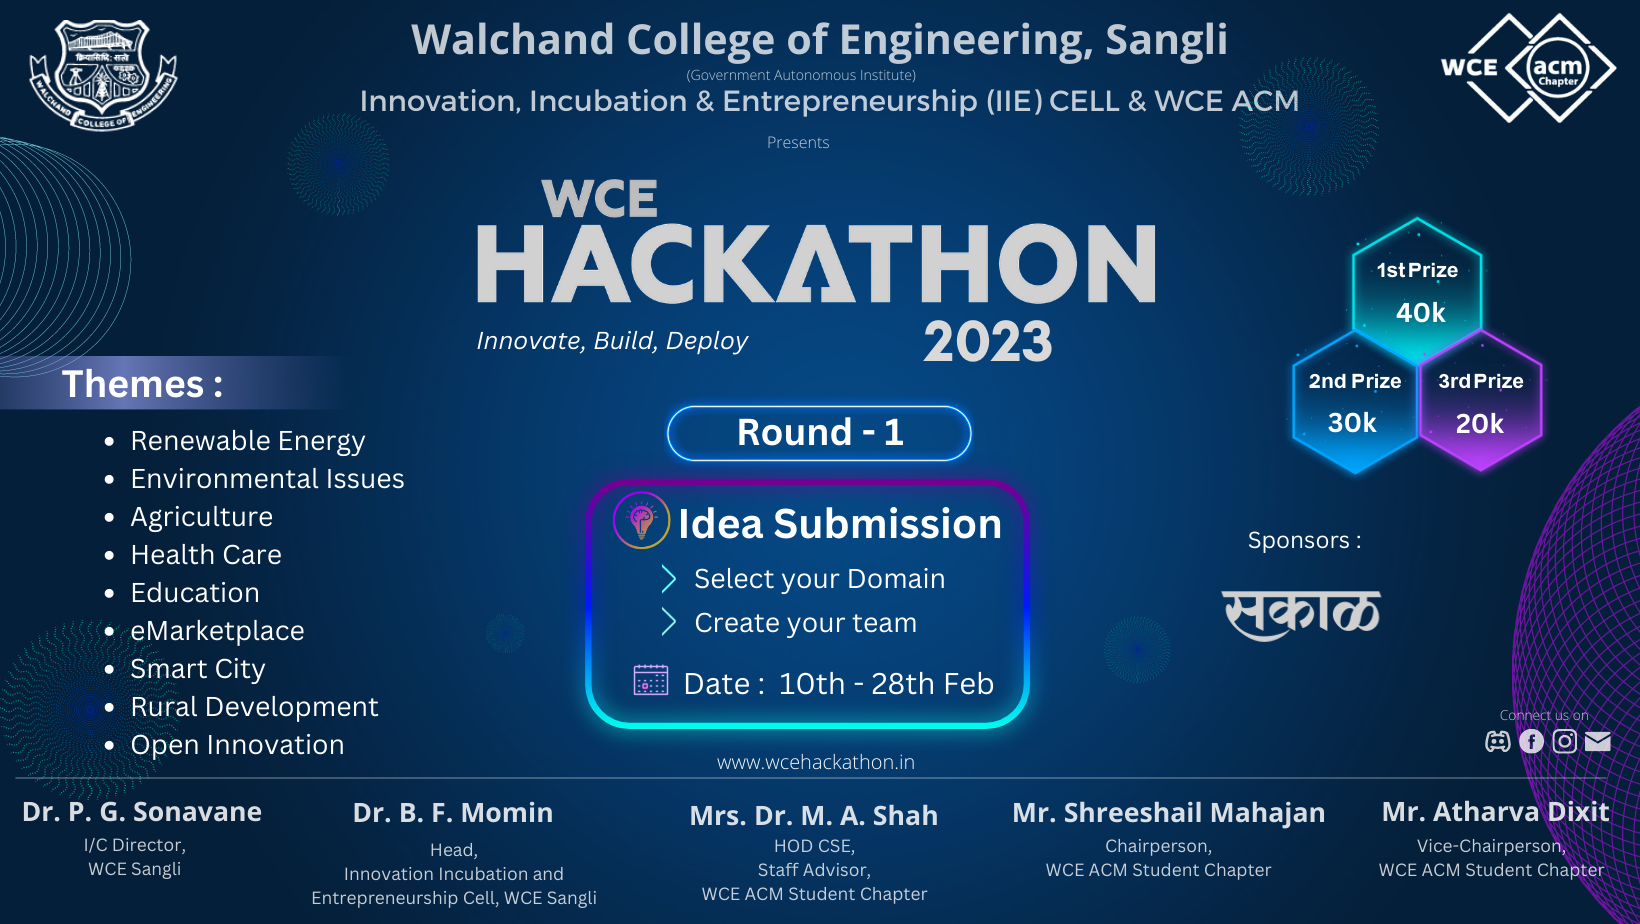 Walchand College of Engineering, Sangli
(Government Autonomous Institute)
Innovation, Incubation & Entrepreneurship (IIE) CELL & WCE ACM
Presents
क्रियासिद्धि: सत्वे
WALCHAND COLLEGE OF ENGINEERING
WCE acm
Chapter
WCE
HACKATHON
Innovate, Build, Deploy
2023
1st Prize
40k
2nd Prize
30k
3rd Prize
20k
Themes :
• Renewable Energy
• Environmental Issues
• Agriculture
• Health Care
• Education
• eMarketplace
• Smart City
• Rural Development
• Open Innovation
Round - 1
Idea Submission
Select your Domain
Create your team
Date : 10th - 28th Feb
www.wcehackathon.in
Sponsors :
सकाळ
Connect us on
Dr. P. G. Sonavane
I/C Director,
WCE Sangli
Dr. B. F. Momin
Head,
Innovation Incubation and
Entrepreneurship Cell, WCE Sangli
Mrs. Dr. M. A. Shah
HOD CSE,
Staff Advisor,
WCE ACM Student Chapter
Mr. Shreeshail Mahajan
Chairperson,
WCE ACM Student Chapter
Mr. Atharva Dixit
Vice-Chairperson,
WCE ACM Student Chapter